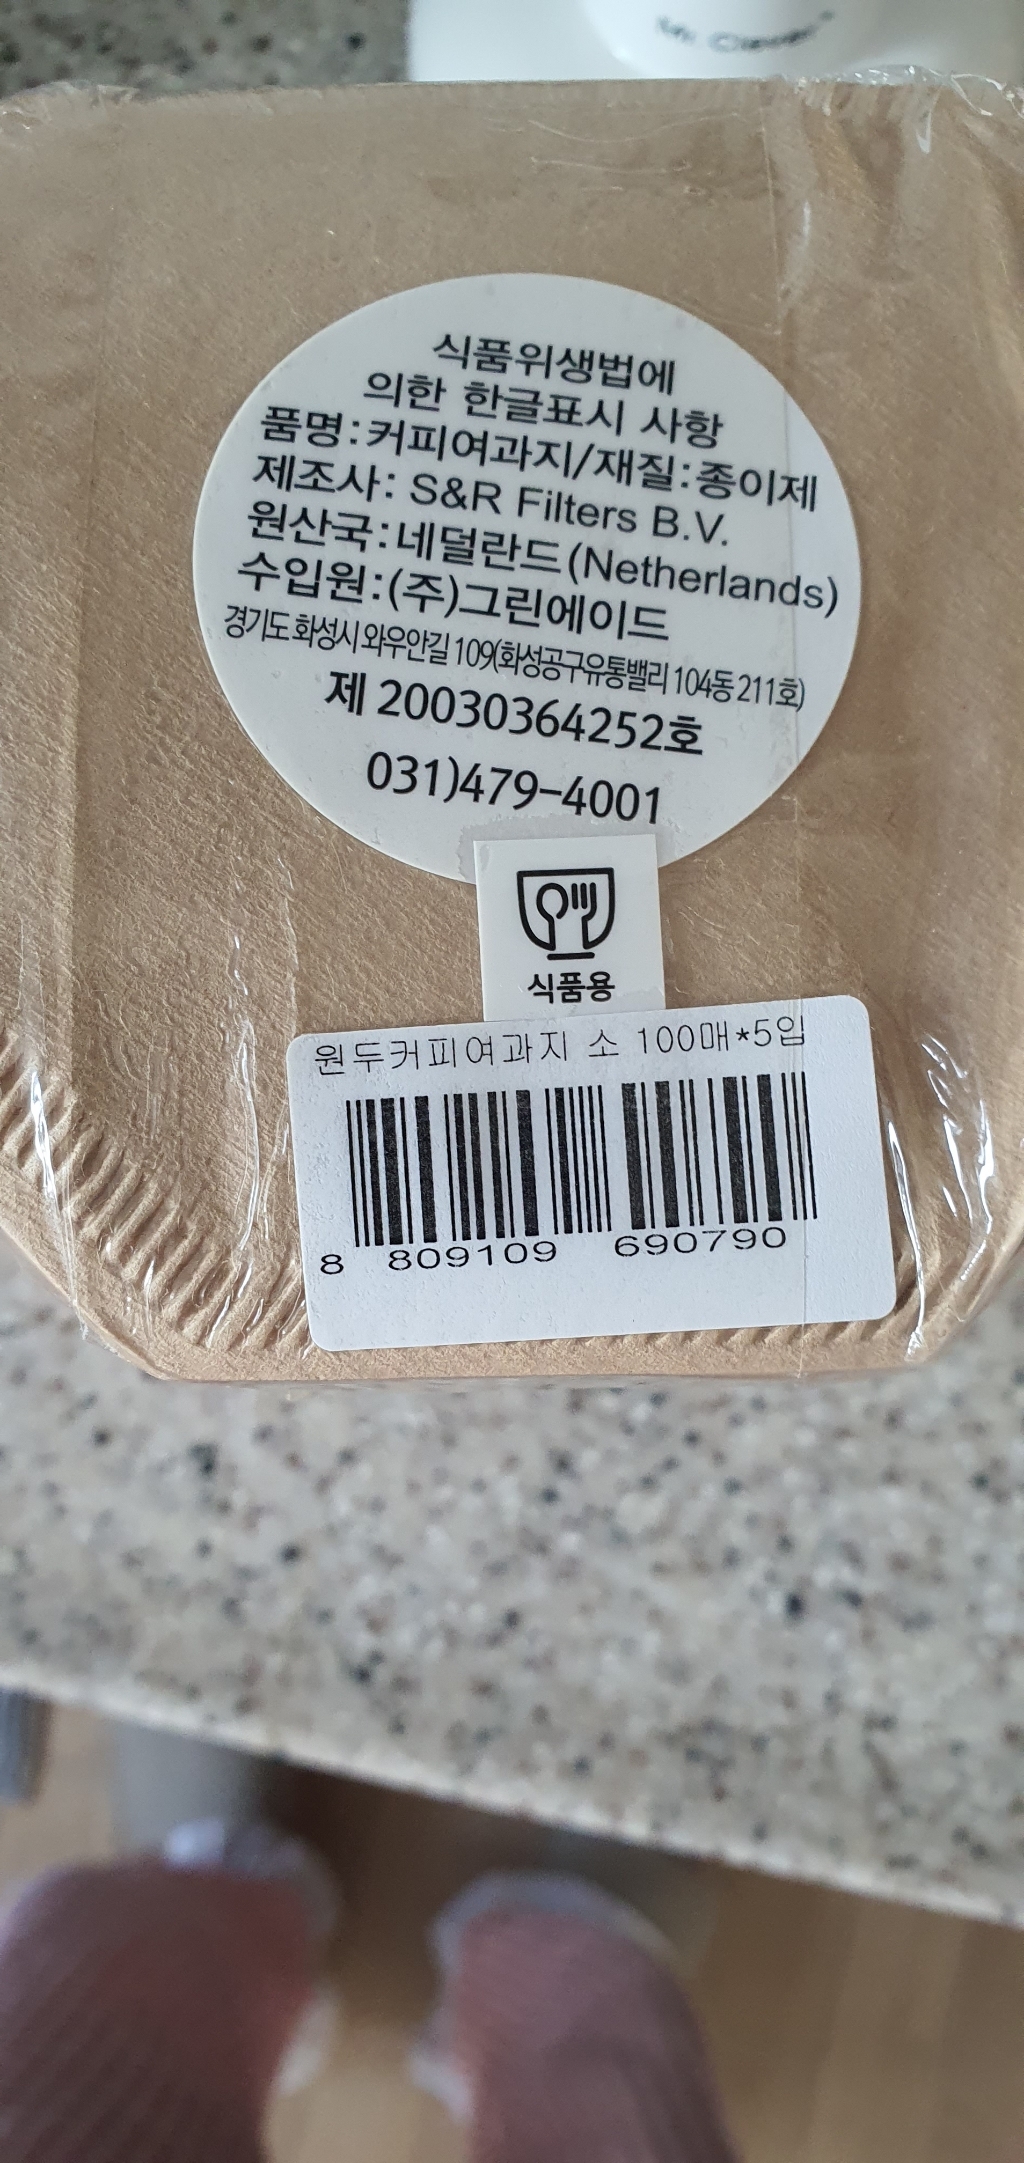 식품위생법에
의한 한글표시 사항
품명:커피여과지/재질:종이제
제조사: S&R Filters B.V.
원산국:네덜란드(Netherlands)
수입원:(주)그린에이드
경기도 화성시 와우안길 109(화성공구유통밸리 104동 211호)
제 20030364252호
031)479-4001
식품용
원두커피여과지 소 100매*5입
8 809109 690790